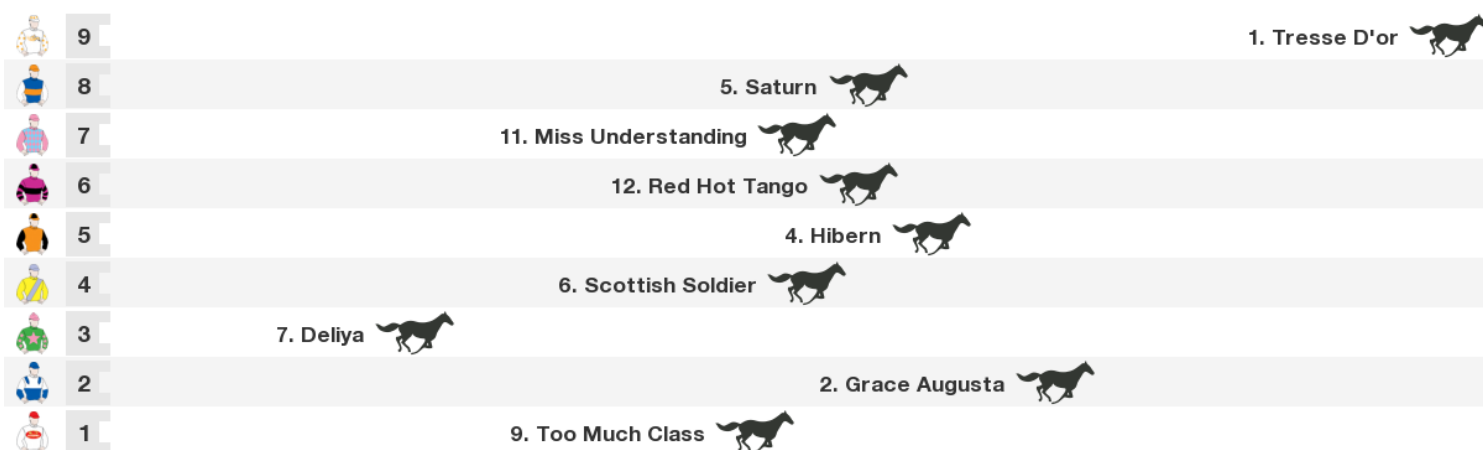 9 1. Tresse D'or
8 5. Saturn
7 11. Miss Understanding
6 12. Red Hot Tango
5 4. Hibern
4 6. Scottish Soldier
3 7. Deliya
2 2. Grace Augusta
1 9. Too Much Class